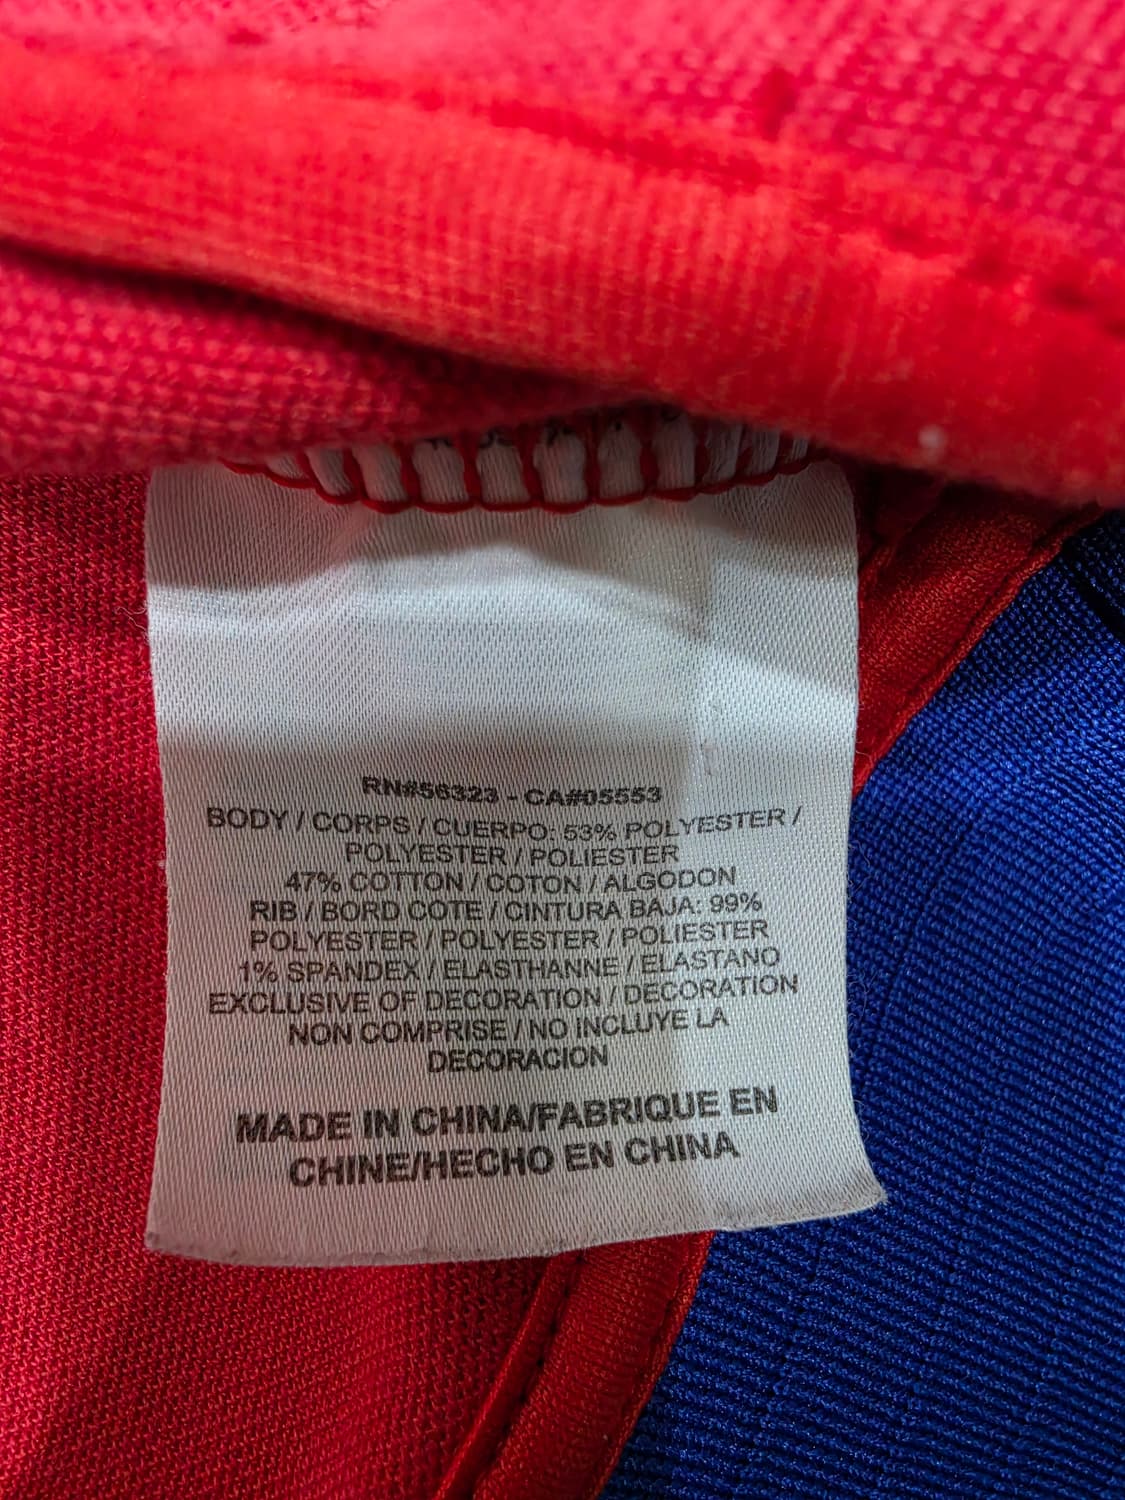 RN#56323 - CA#05553
BODY / CORPS / CUERPO: 53% POLYESTER /
POLYESTER / POLIESTER
47% COTTON / COTON / ALGODON
RIB / BORD COTE / CINTURA BAJA: 99%
POLYESTER / POLYESTER / POLIESTER
1% SPANDEX / ELASTHANNE / ELASTANO
EXCLUSIVE OF DECORATION / DECORATION
NON COMPRISE / NO INCLUYE LA
DECORACION
MADE IN CHINA/FABRIQUE EN
CHINE/HECHO EN CHINA